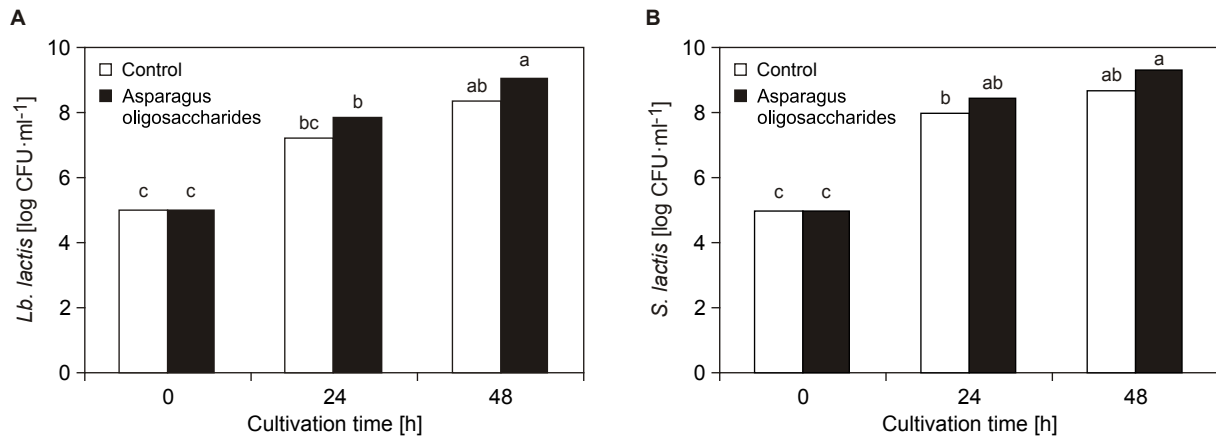 A
Lb. lactis [log CFU·ml⁻¹]
10
8
6
4
2
0
Control
Asparagus
oligosaccharides
c
c
bc
b
ab
a
0
24
48
Cultivation time [h]
B
S. lactis [log CFU·ml⁻¹]
10
8
6
4
2
0
Control
Asparagus
oligosaccharides
c
c
b
ab
ab
a
0
24
48
Cultivation time [h]